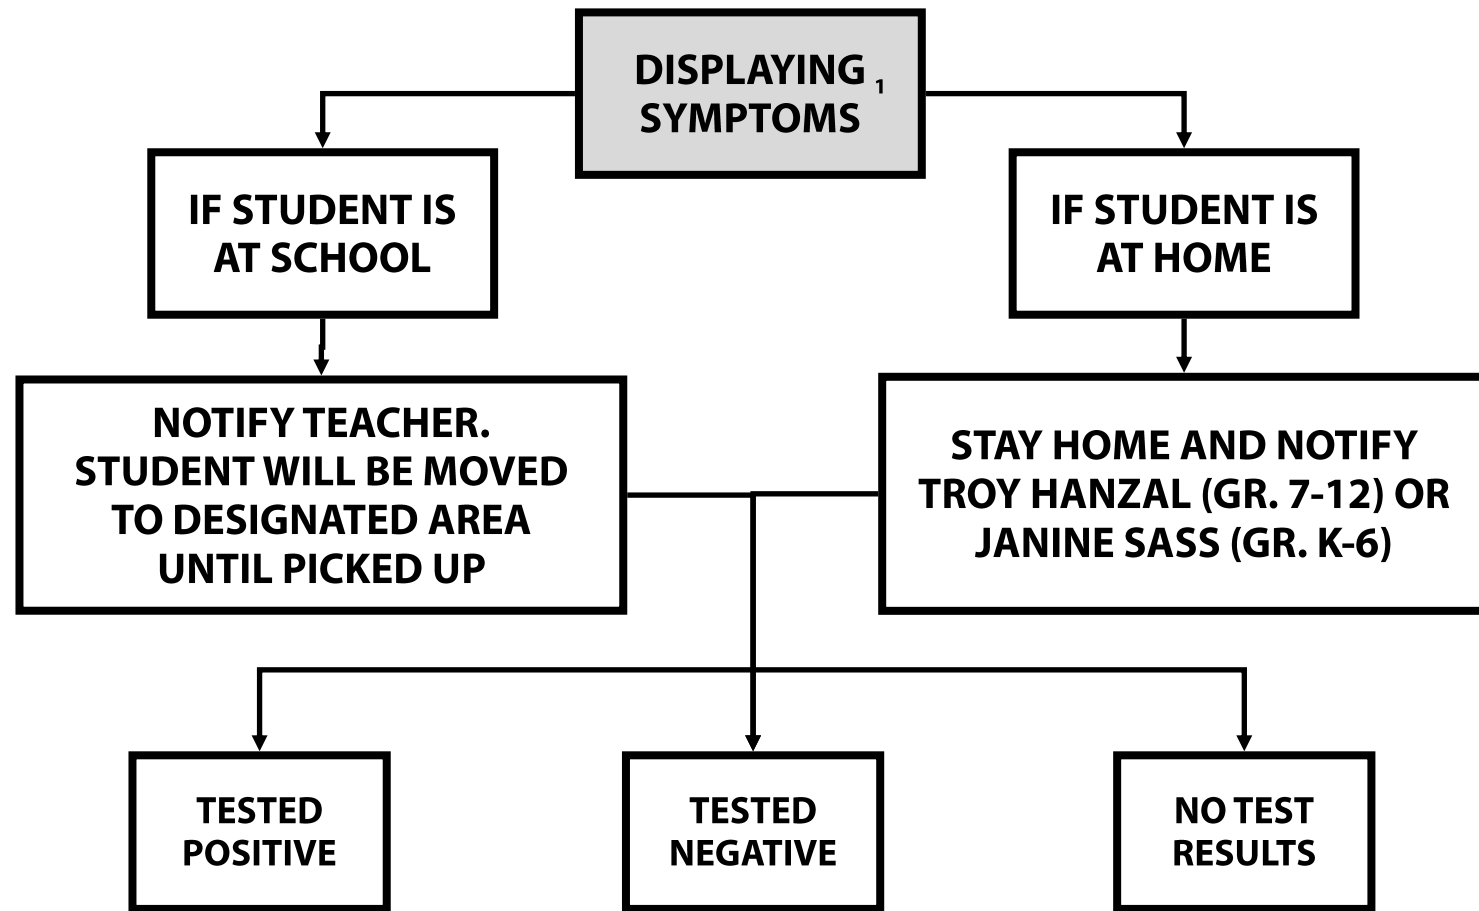 DISPLAYING 1
SYMPTOMS
IF STUDENT IS
AT SCHOOL
IF STUDENT IS
AT HOME
NOTIFY TEACHER.
STUDENT WILL BE MOVED
TO DESIGNATED AREA
UNTIL PICKED UP
STAY HOME AND NOTIFY
TROY HANZAL (GR. 7-12) OR
JANINE SASS (GR. K-6)
TESTED
POSITIVE
TESTED
NEGATIVE
NO TEST
RESULTS